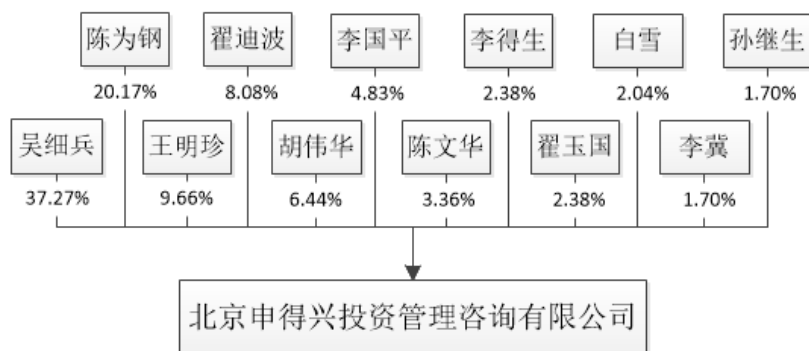 陈为钢 翟迪波 李国平 李得生 白雪 孙继生
20.17% 8.08% 4.83% 2.38% 2.04% 1.70%
吴细兵 王明珍 胡伟华 陈文华 翟玉国 李冀
37.27% 9.66% 6.44% 3.36% 2.38% 1.70%
北京申得兴投资管理咨询有限公司